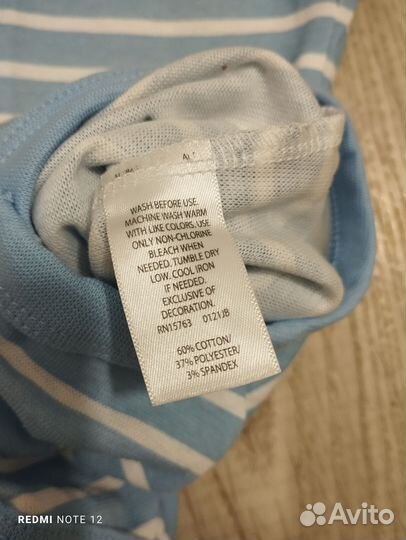 WASH BEFORE USE.
MACHINE WASH WARM
WITH LIKE COLORS, USE
ONLY NON-CHLORINE
BLEACH WHEN
NEEDED. TUMBLE DRY
LOW. COOL IRON
IF NEEDED.
EXCLUSIVE OF
DECORATION.
RN15763 0121JB
60% COTTON/
37% POLYESTER/
3% SPANDEX
REDMI NOTE 12
Avito